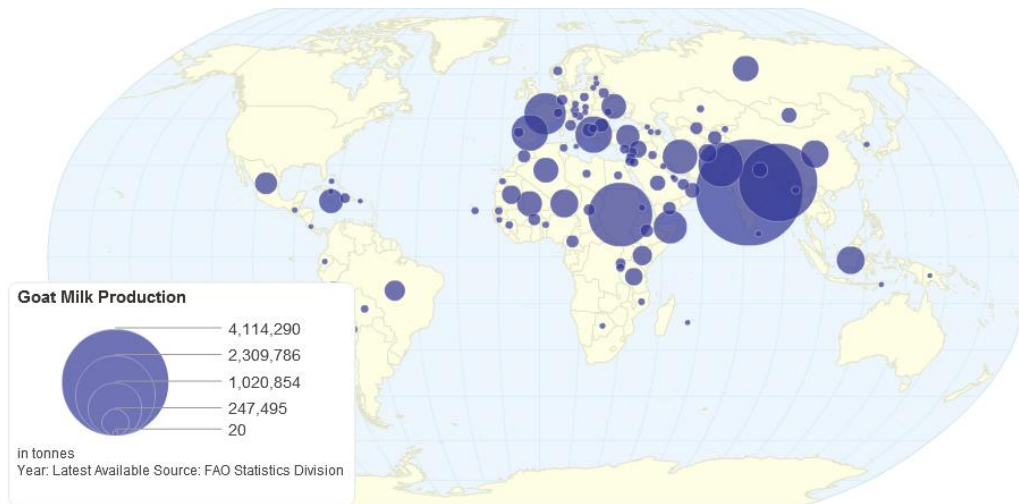 Goat Milk Production
4,114,290
2,309,786
1,020,854
247,495
20
in tonnes
Year: Latest Available Source: FAO Statistics Division